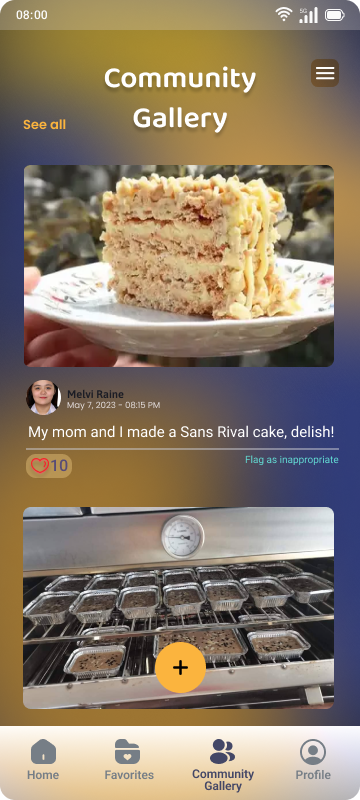 08:00
5G
Community
Gallery
See all
Melvi Raine
May 7, 2023 - 08:15 PM
My mom and I made a Sans Rival cake, delish!
10
Flag as inappropriate
+
Home
Favorites
Community
Gallery
Profile